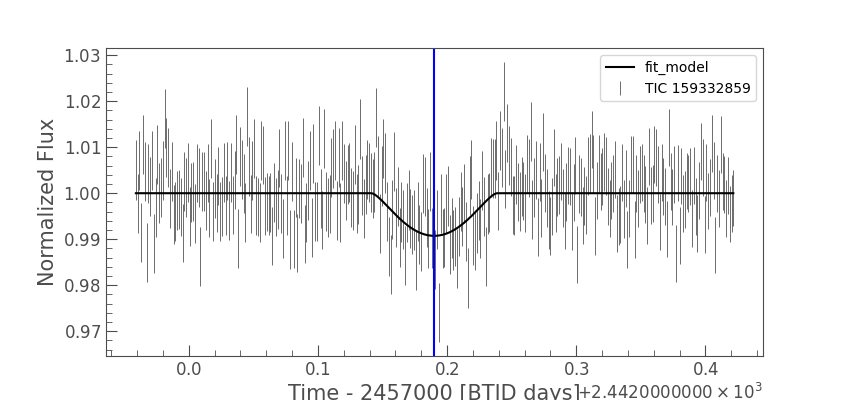 1.03
1.02
1.01
1.00
0.99
0.98
0.97
Normalized Flux
fit_model
TIC 159332859
0.0 0.1 0.2 0.3 0.4
Time - 2457000 [BTJD days]
+2.4420000000 × 10³